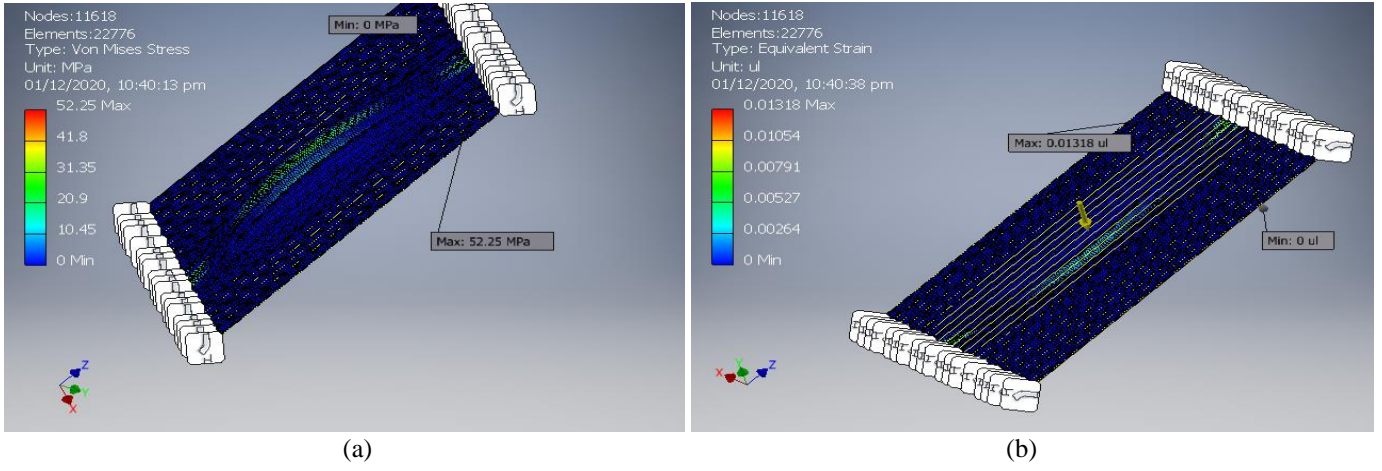 Nodes:11618
Elements:22776
Type: Von Mises Stress
Unit: MPa
01/12/2020, 10:40:13 pm
52.25 Max
41.8
31.35
20.9
10.45
0 Min
Min: 0 MPa
Max: 52.25 MPa
Z
Y
X
(a)
Nodes:11618
Elements:22776
Type: Equivalent Strain
Unit: ul
01/12/2020, 10:40:38 pm
0.01318 Max
0.01054
0.00791
0.00527
0.00264
0 Min
Max: 0.01318 ul
Min: 0 ul
X
Y
Z
(b)